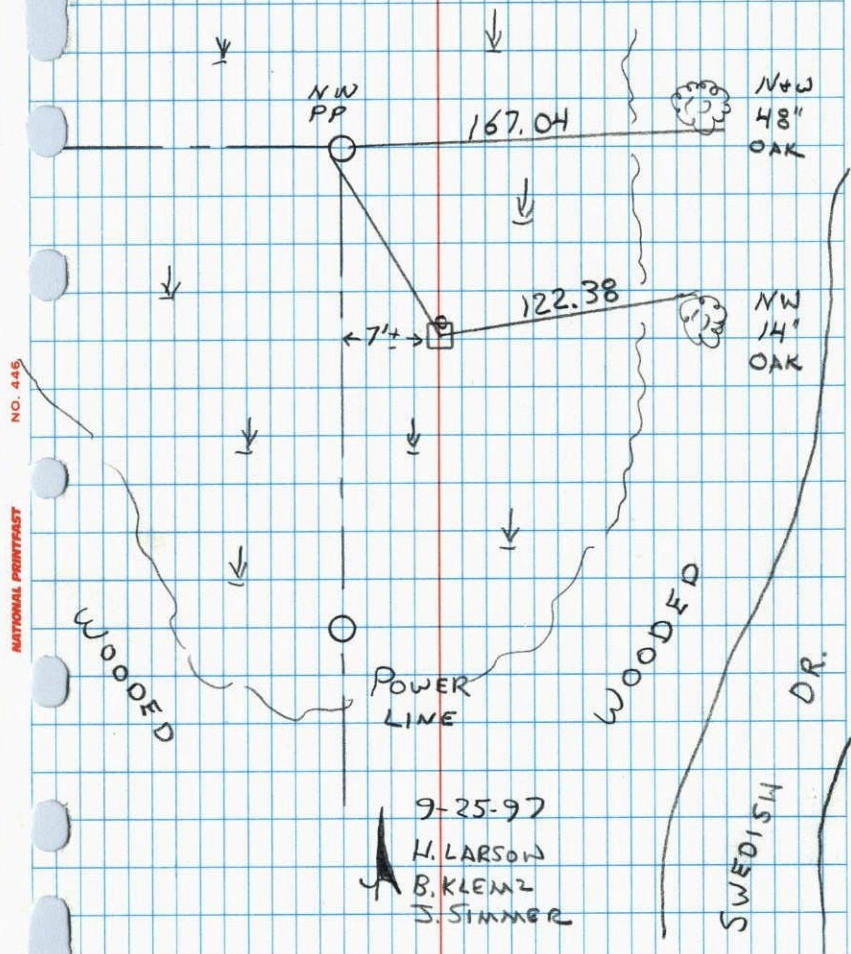 NW
PP
167.04
N+W
48"
OAK
122.38
NW
14"
OAK
7'±
NO. 446
NATIONAL PRINTFAST
WOODED
WOODED
POWER
LINE
SWEDISH DR.
9-25-97
H. LARSON
B. KLEMZ
J. SIMMER